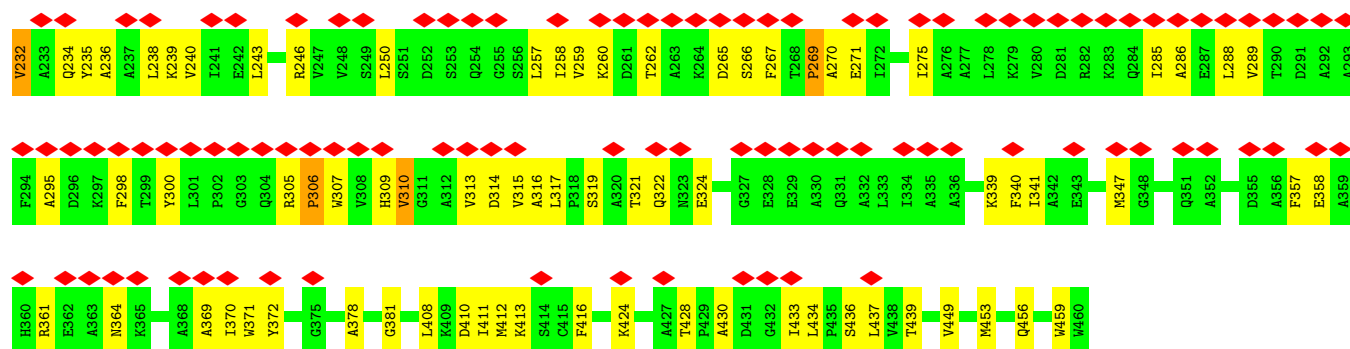 V232 A233 Q234 Y235 A236 A237 L238 K239 V240 I241 E242 L243 R246 V247 V248 S249 L250 S251 D252 S253 Q254 G255 S256 L257 I258 V259 K260 D261 T262 A263 K264 D265 S266 F267 T268 P269 A270 E271 I272 I275 A276 A277 L278 K279 V280 D281 R282 K283 Q284 I285 A286 E287 L288 V289 T290 D291 A292 A293
F294 A295 D296 K297 F298 T299 Y300 L301 P302 G303 Q304 R305 P306 W307 V308 H309 V310 G311 A312 V313 D314 V315 A316 L317 P318 S319 A320 T321 Q322 N323 E324 G327 E328 E329 A330 Q331 A332 L333 I334 A335 A336 K339 F340 I341 A342 E343 M347 G348 Q351 A352 D355 A356 F357 E358 A359
H360 R361 E362 A363 N364 K365 A368 A369 I370 W371 Y372 G375 A378 G381 L408 K409 D410 I411 M412 K413 S414 C415 F416 K424 A427 T428 P429 A430 D431 G432 I433 L434 P435 S436 L437 V438 T439 V449 M453 Q456 W459 W460